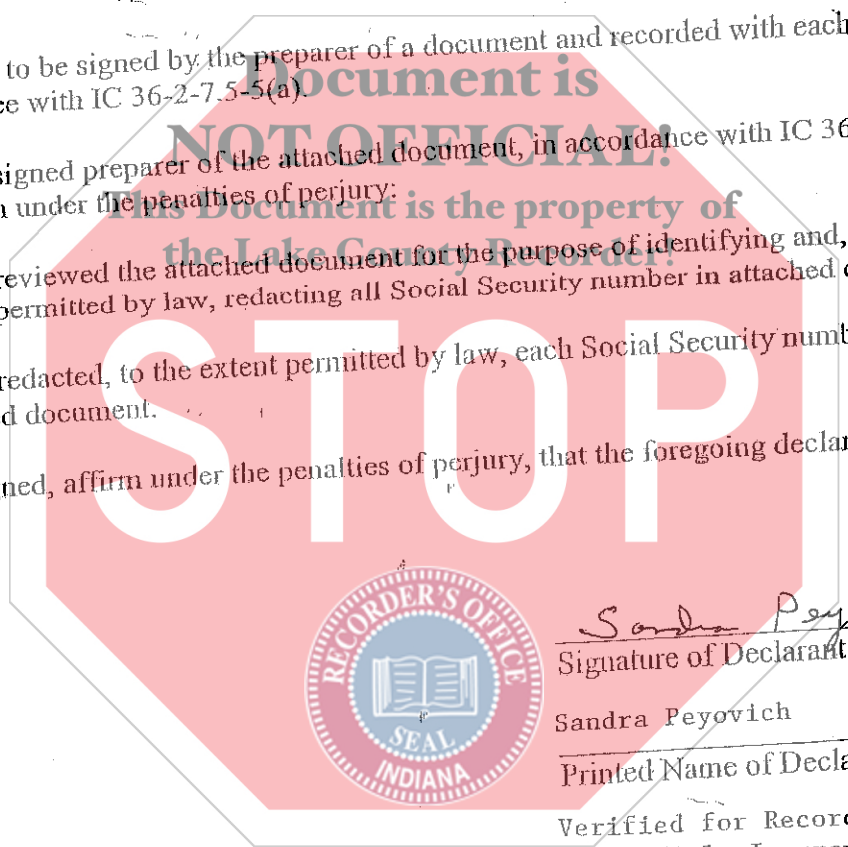 to be signed by the preparer of a document and recorded with each
Document is
ce with IC 36-2-7.5-5(a).
NOT OFFICIAL!
signed preparer of the attached document, in accordance with IC 36
under the penalties of perjury:
This Document is the property of
the Lake County Recorder!
reviewed the attached document for the purpose of identifying and,
permitted by law, redacting all Social Security number in attached
STOP
redacted, to the extent permitted by law, each Social Security numb
d document.
ned, affirm under the penalties of perjury, that the foregoing declar
RECORDER'S OFFICE
SEAL
INDIANA
Sandra Pey
Signature of Declarant
Sandra Peyovich
Printed Name of Decla
Verified for Record